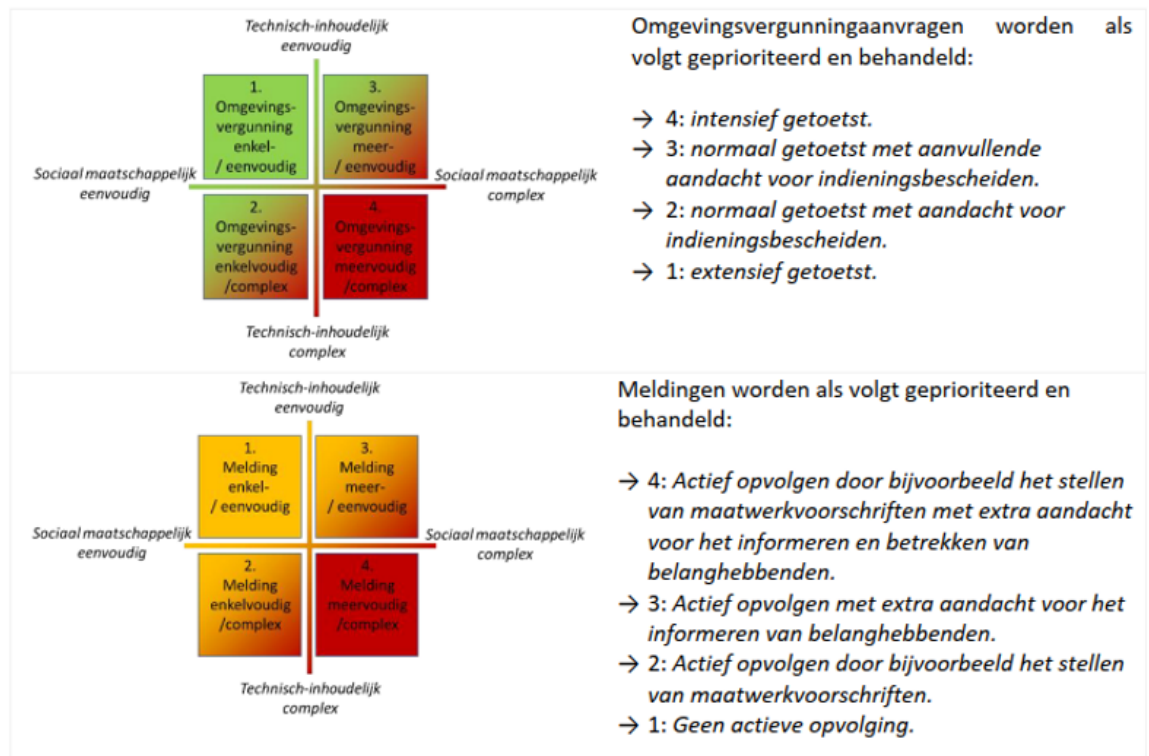 Technisch-inhoudelijk
eenvoudig
1.
Omgevings-
vergunning
enkel-
/ eenvoudig
3.
Omgevings-
vergunning
meer-
/ eenvoudig
Sociaal maatschappelijk
eenvoudig
Sociaal maatschappelijk
complex
2.
Omgevings-
vergunning
enkelvoudig
/complex
4.
Omgevings-
vergunning
meervoudig
/complex
Technisch-inhoudelijk
complex
Omgevingsvergunningaanvragen worden als
volgt geprioriteerd en behandeld:
→ 4: intensief getoetst.
→ 3: normaal getoetst met aanvullende
aandacht voor indieningsbescheiden.
→ 2: normaal getoetst met aandacht voor
indieningsbescheiden.
→ 1: extensief getoetst.
Technisch-inhoudelijk
eenvoudig
1.
Melding
enkel-
/ eenvoudig
3.
Melding
meer-
/ eenvoudig
Sociaal maatschappelijk
eenvoudig
Sociaal maatschappelijk
complex
2.
Melding
enkelvoudig
/complex
4.
Melding
meervoudig
/complex
Technisch-inhoudelijk
complex
Meldingen worden als volgt geprioriteerd en
behandeld:
→ 4: Actief opvolgen door bijvoorbeeld het stellen
van maatwerkvoorschriften met extra aandacht
voor het informeren en betrekken van
belanghebbenden.
→ 3: Actief opvolgen met extra aandacht voor het
informeren van belanghebbenden.
→ 2: Actief opvolgen door bijvoorbeeld het stellen
van maatwerkvoorschriften.
→ 1: Geen actieve opvolging.